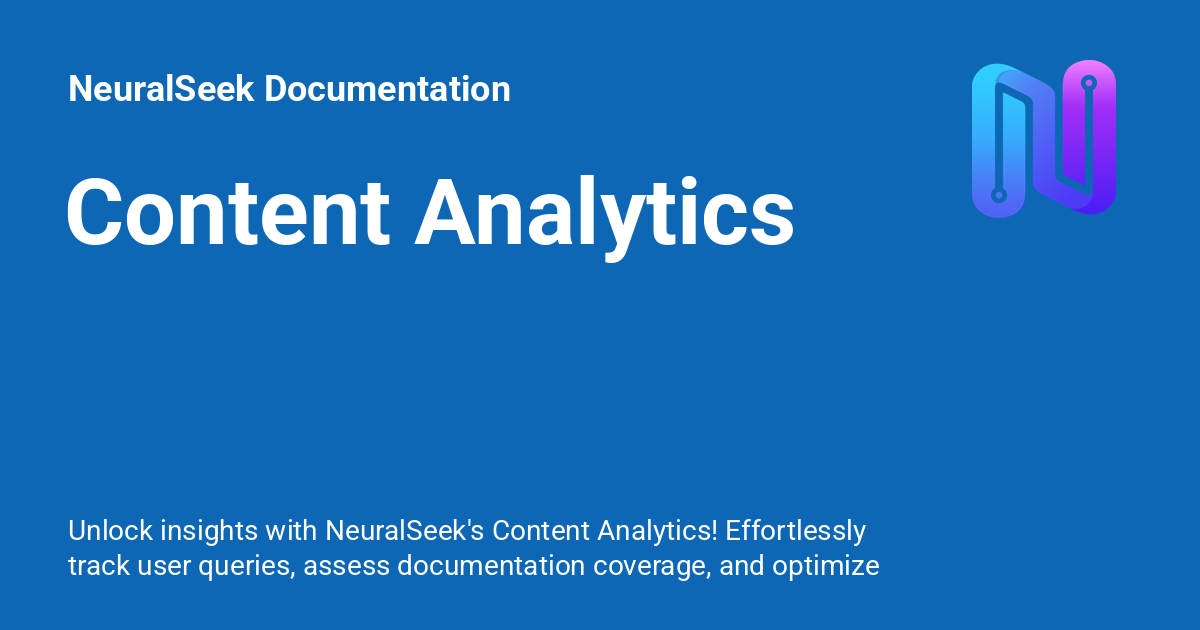 NeuralSeek Documentation
Content Analytics
Unlock insights with NeuralSeek's Content Analytics! Effortlessly
track user queries, assess documentation coverage, and optimize